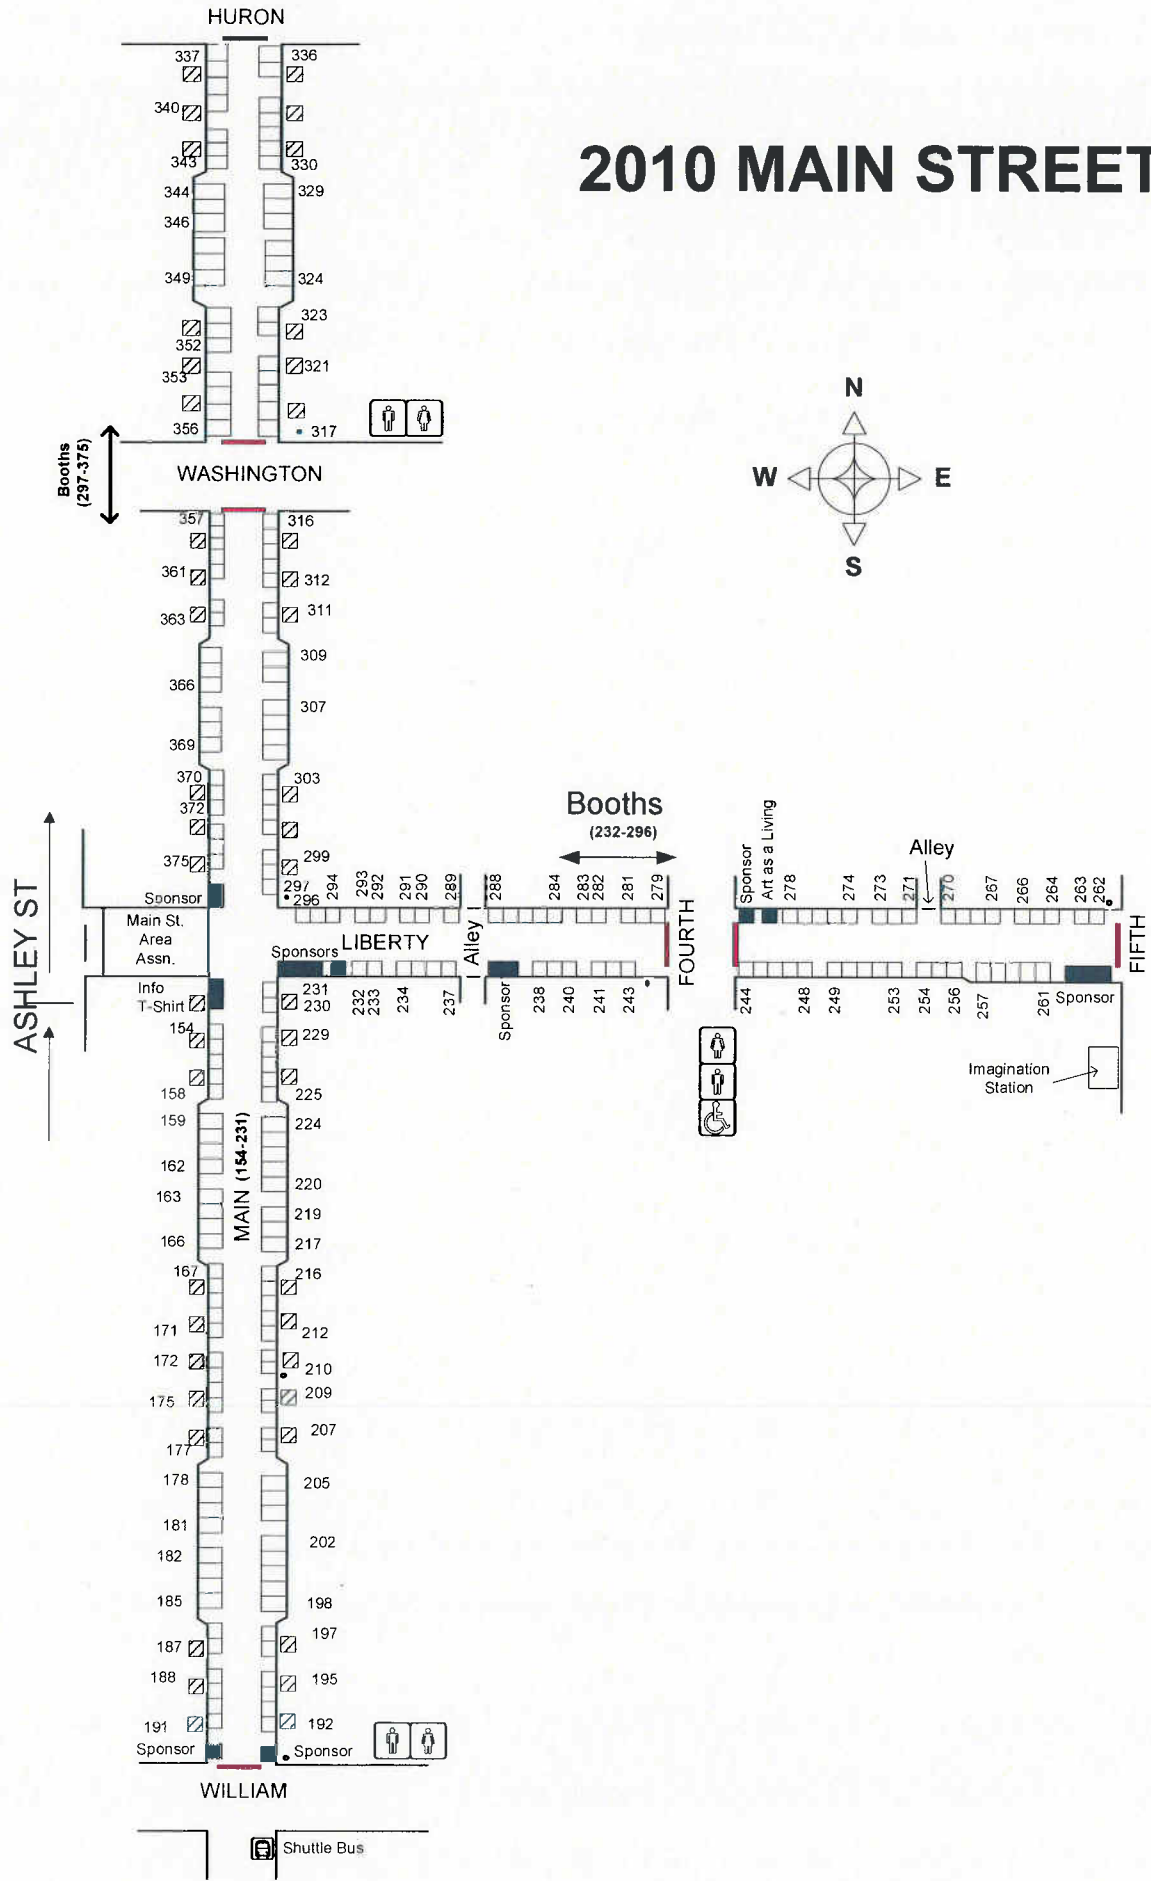 HURON
337 336
340
343 330
2010 MAIN STREET
344 329
346
349 324
323
352
321
353
356 317
Booths
(297-375)
WASHINGTON
N
W E
S
357 316
361 312
363 311
309
366
307
369
370 303
372
375 299
Booths
(232-296)
Sponsor 297 294 293 292 291 290 289 288 284 283 282 281 279 Sponsor Art as a Living 278 274 273 271 Alley 270 267 266 264 263 262
296
Main St.
Area
Assn.
ASHLEY ST
Sponsors LIBERTY Alley FOURTH FIFTH
Info
T-Shirt
231
230 232 233 234 237 Sponsor 238 240 241 243 244 248 249 253 254 256 257 261 Sponsor
154 229
158 225
Imagination
Station
159 224
MAIN (154-231)
162
220
163
219
166 217
167 216
171 212
172 210
175 209
177 207
178 205
181
202
182
185 198
187 197
188 195
191 192
Sponsor Sponsor
WILLIAM
Shuttle Bus